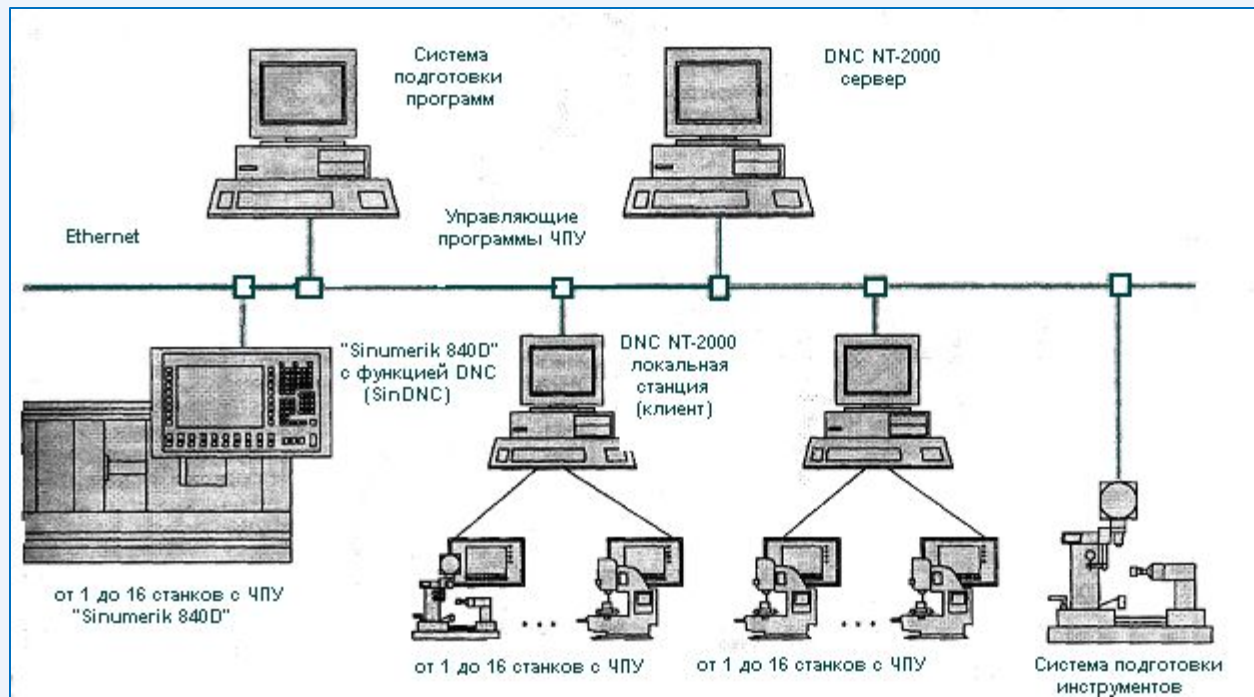 Система
подготовки
программ
DNC NT-2000
сервер
Ethernet
Управляющие
программы ЧПУ
"Sinumerik 840D"
с функцией DNC
(SinDNC)
DNC NT-2000
локальная
станция
(клиент)
от 1 до 16 станков с ЧПУ
"Sinumerik 840D"
от 1 до 16 станков с ЧПУ
от 1 до 16 станков с ЧПУ
Система подготовки
инструментов